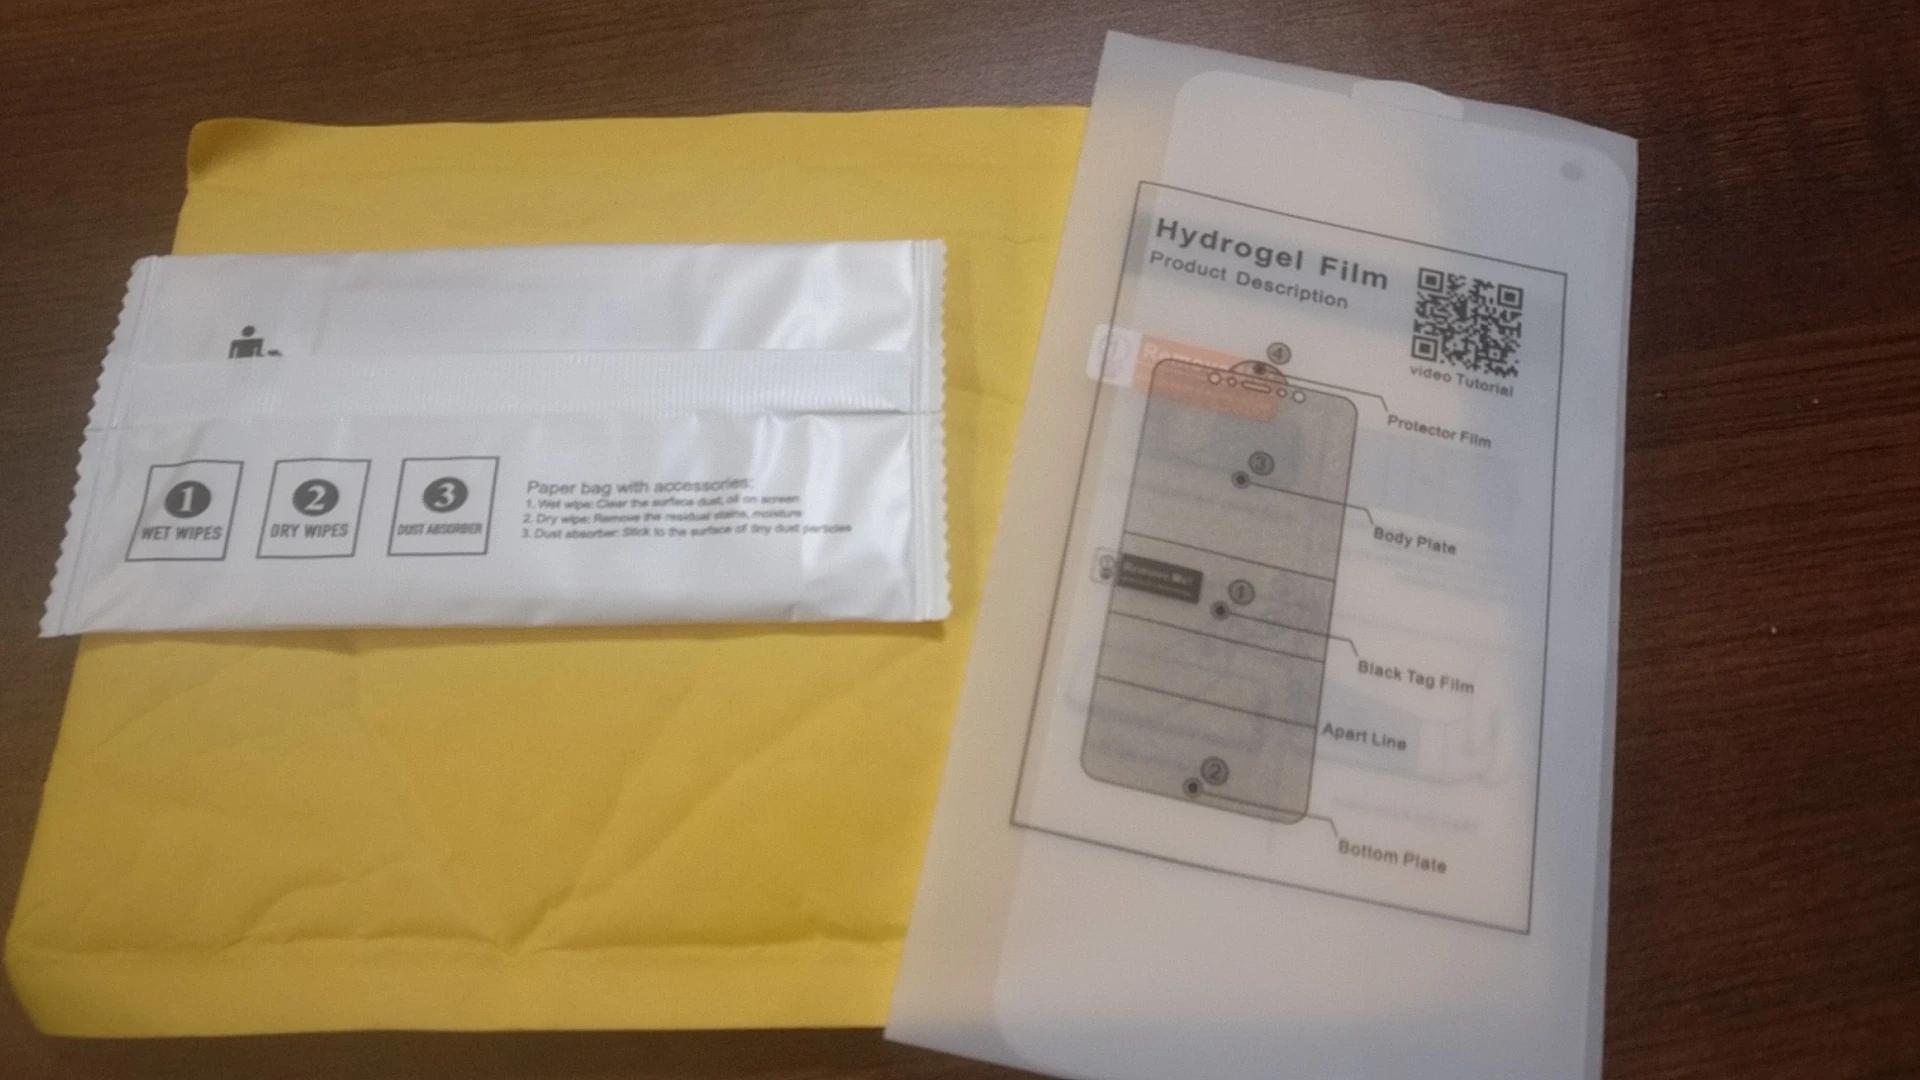 1
WET WIPES
2
DRY WIPES
3
DUST ABSORBER
Paper bag with accessories:
1. Wet wipe: Clear the surface dust, oil on screen
2. Dry wipe: Remove the residual stains, moisture
3. Dust absorber: Stick to the surface of tiny dust particles
Hydrogel Film
Product Description
video Tutorial
④
Protector Film
③
Body Plate
Remove Me!
①
Black Tag Film
Apart Line
②
Bottom Plate